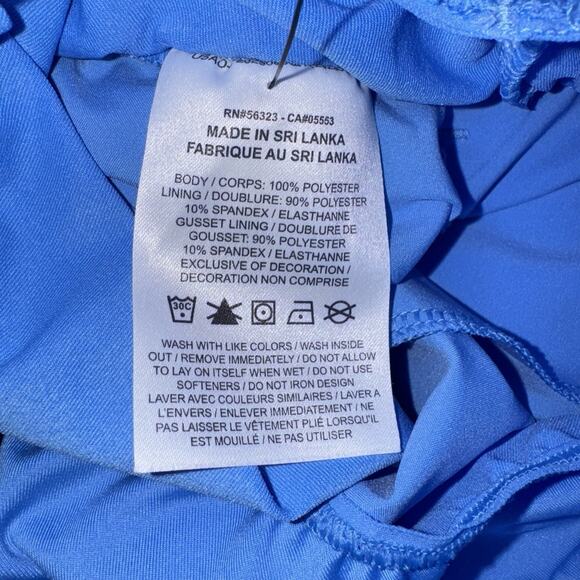 RN#56323 - CA#05553
MADE IN SRI LANKA
FABRIQUE AU SRI LANKA
BODY / CORPS: 100% POLYESTER
LINING / DOUBLURE: 90% POLYESTER
10% SPANDEX / ELASTHANNE
GUSSET LINING / DOUBLURE DE
GOUSSET: 90% POLYESTER
10% SPANDEX / ELASTHANNE
EXCLUSIVE OF DECORATION /
DECORATION NON COMPRISE
30C
WASH WITH LIKE COLORS / WASH INSIDE
OUT / REMOVE IMMEDIATELY / DO NOT ALLOW
TO LAY ON ITSELF WHEN WET / DO NOT USE
SOFTENERS / DO NOT IRON DESIGN
LAVER AVEC COULEURS SIMILAIRES / LAVER A
L'ENVERS / ENLEVER IMMEDIATEMENT / NE
PAS LAISSER LE VÊTEMENT PLIÉ LORSQU'IL
EST MOUILLÉ / NE PAS UTILISER